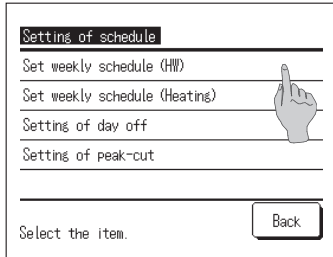 Setting of schedule
Set weekly schedule (HW)
Set weekly schedule (Heating)
Setting of day off
Setting of peak-cut
Select the item.
Back